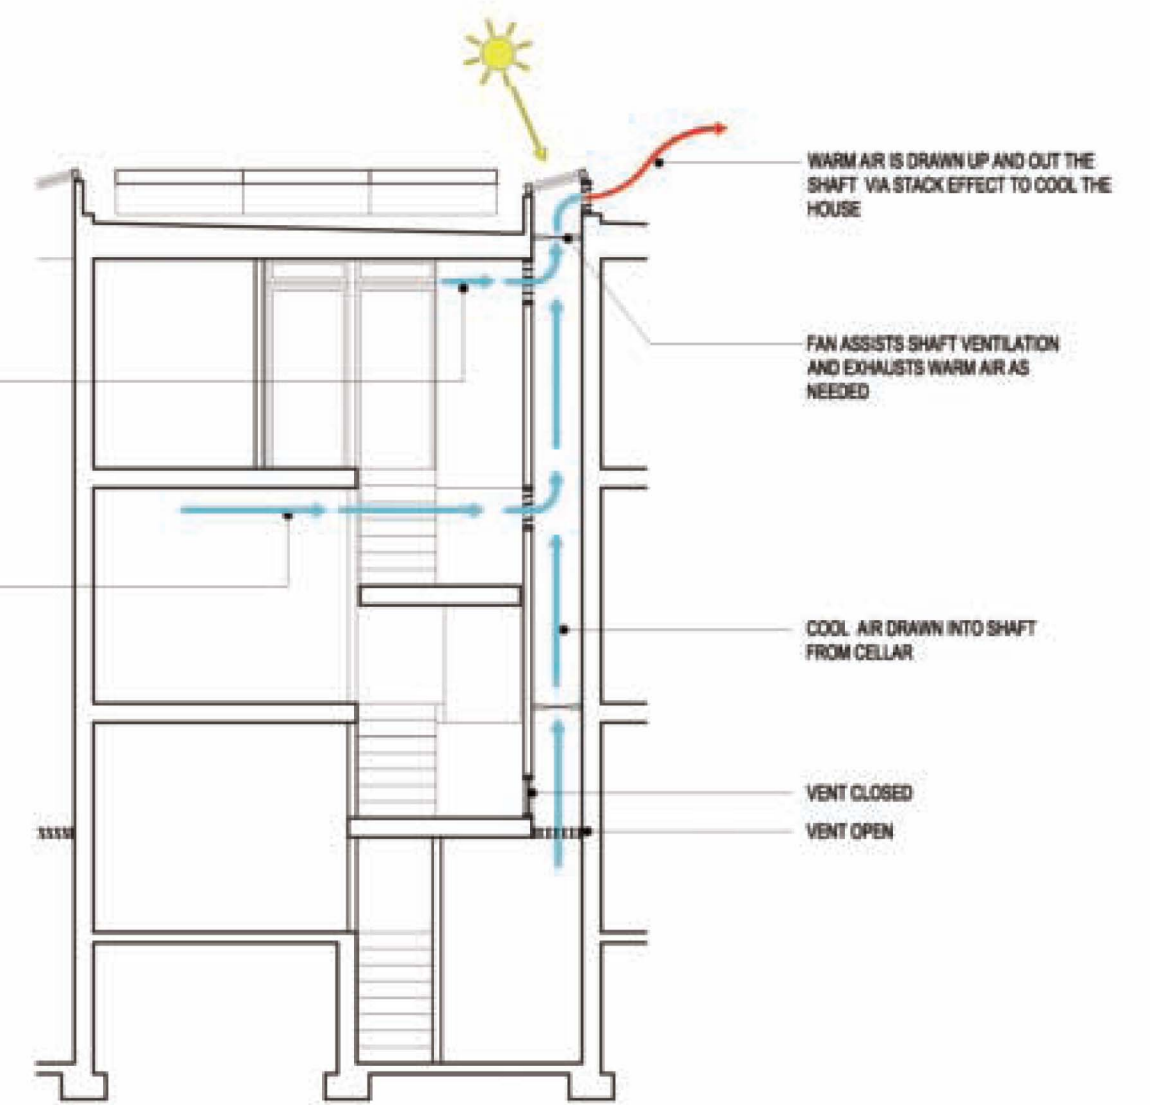 WARM AIR IS DRAWN UP AND OUT THE
SHAFT VIA STACK EFFECT TO COOL THE
HOUSE
FAN ASSISTS SHAFT VENTILATION
AND EXHAUSTS WARM AIR AS
NEEDED
COOL AIR DRAWN INTO SHAFT
FROM CELLAR
VENT CLOSED
VENT OPEN